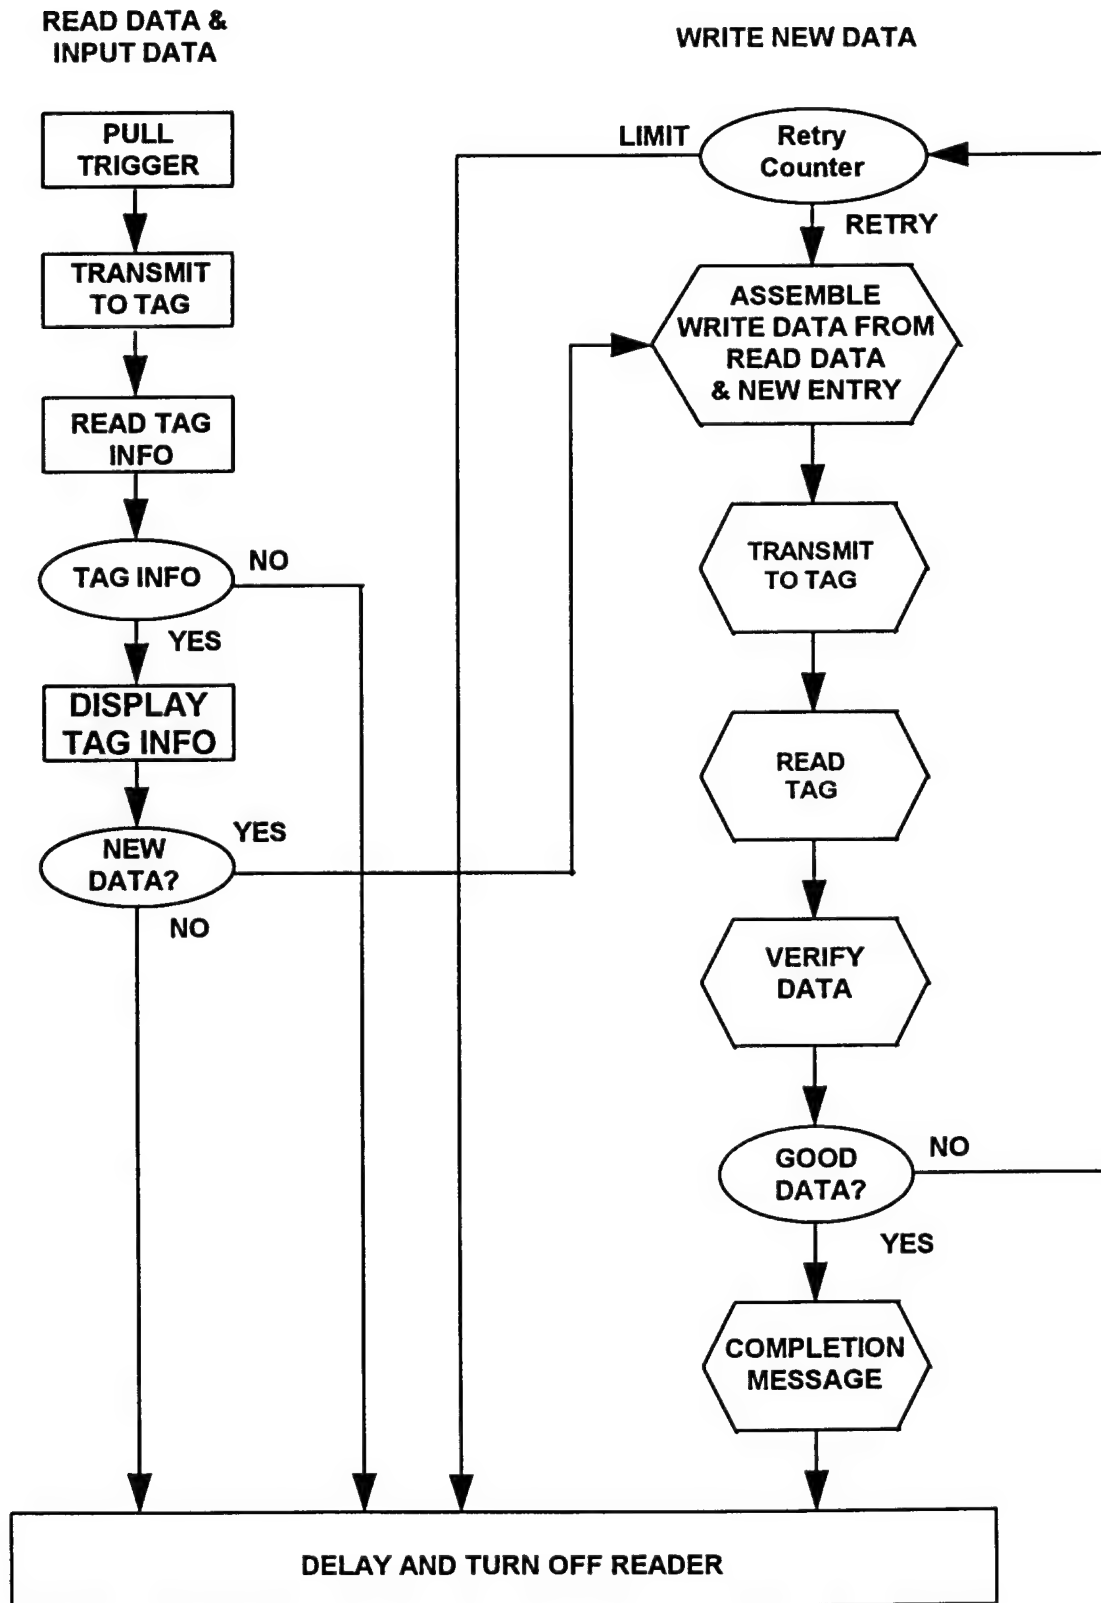 READ DATA &
INPUT DATA
PULL
TRIGGER
TRANSMIT
TO TAG
READ TAG
INFO
TAG INFO
NO
YES
DISPLAY
TAG INFO
NEW
DATA?
YES
NO
WRITE NEW DATA
LIMIT
Retry
Counter
RETRY
ASSEMBLE
WRITE DATA FROM
READ DATA
& NEW ENTRY
TRANSMIT
TO TAG
READ
TAG
VERIFY
DATA
GOOD
DATA?
NO
YES
COMPLETION
MESSAGE
DELAY AND TURN OFF READER